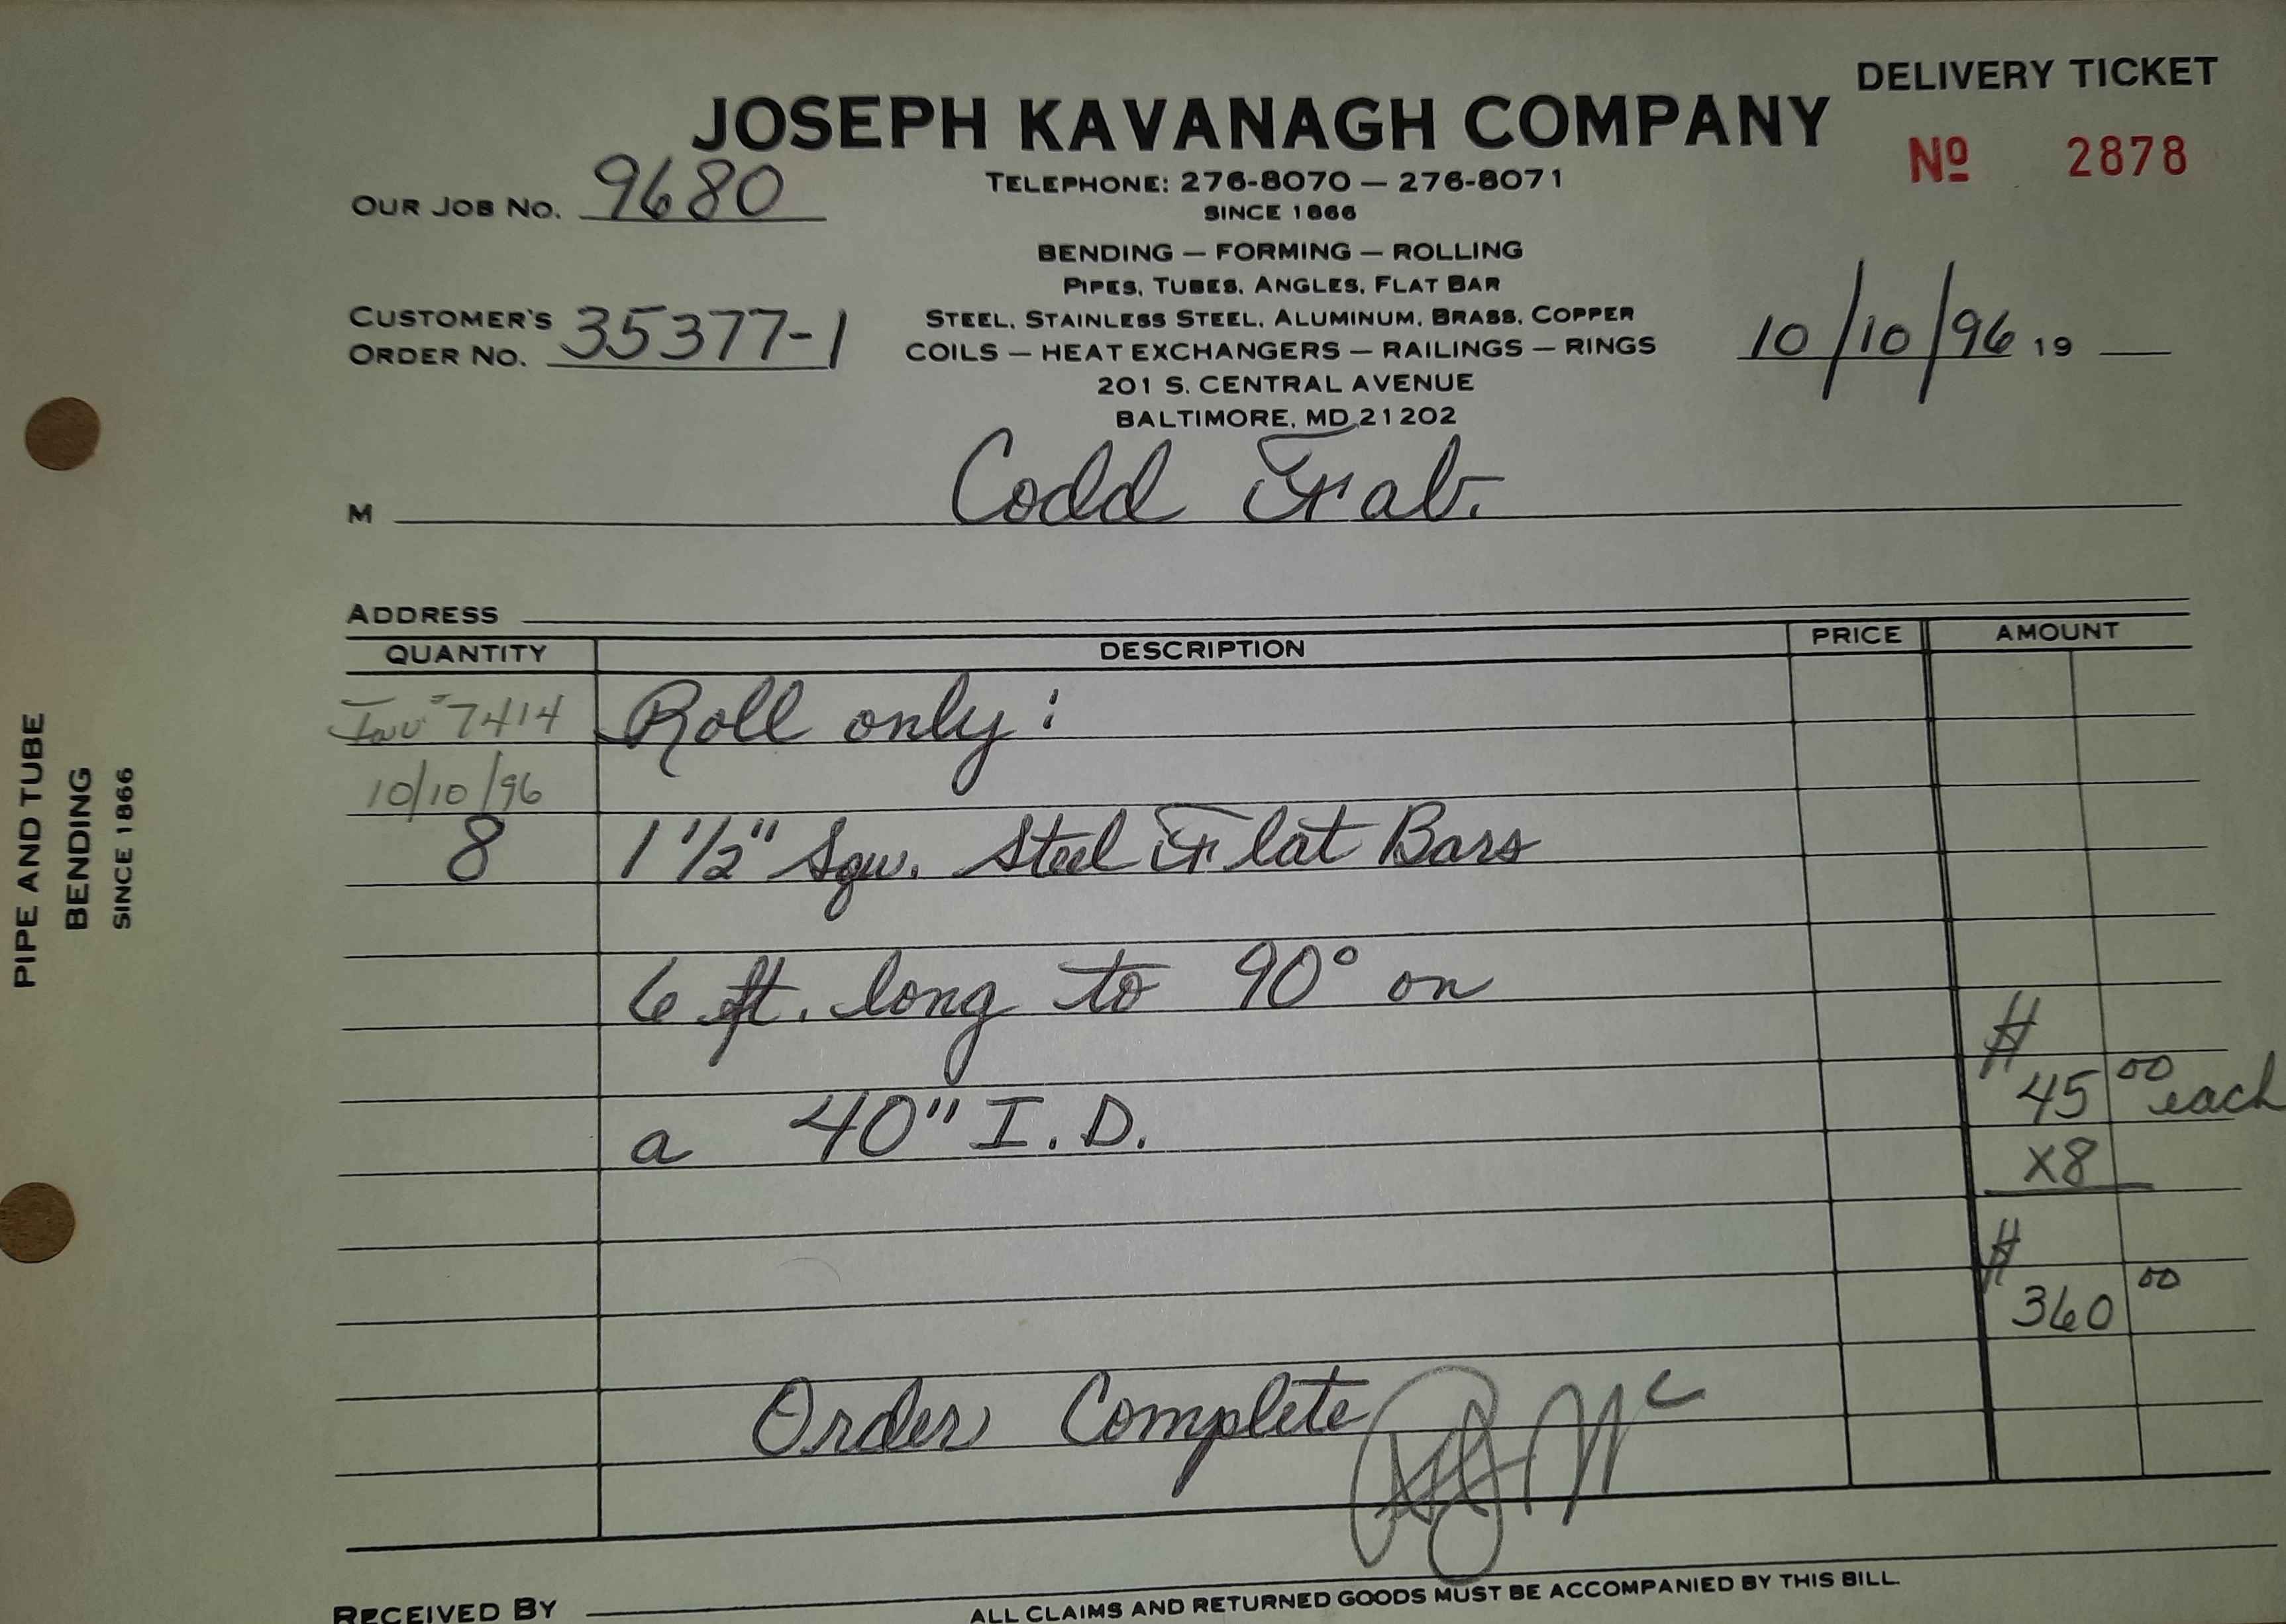 DELIVERY TICKET
JOSEPH KAVANAGH COMPANY
Nº 2878
TELEPHONE: 276-8070 — 276-8071
OUR JOB NO. 9680
SINCE 1866
BENDING — FORMING — ROLLING
PIPES, TUBES, ANGLES, FLAT BAR
CUSTOMER'S ORDER NO. 35377-1
STEEL, STAINLESS STEEL, ALUMINUM, BRASS, COPPER
COILS — HEAT EXCHANGERS — RAILINGS — RINGS
10/10/96 19
201 S. CENTRAL AVENUE
BALTIMORE, MD 21202
M Codd Fab.
ADDRESS
QUANTITY DESCRIPTION PRICE AMOUNT
Inv # 7414 Roll only:
10/10/96
8 1 1/2" Squ. Steel Flat Bars
6 ft. long to 90° on
$
45 00 each
a 40" I.D.
x8
$
360 00
Order Complete
RECEIVED BY
ALL CLAIMS AND RETURNED GOODS MUST BE ACCOMPANIED BY THIS BILL.
PIPE AND TUBE
BENDING
SINCE 1866